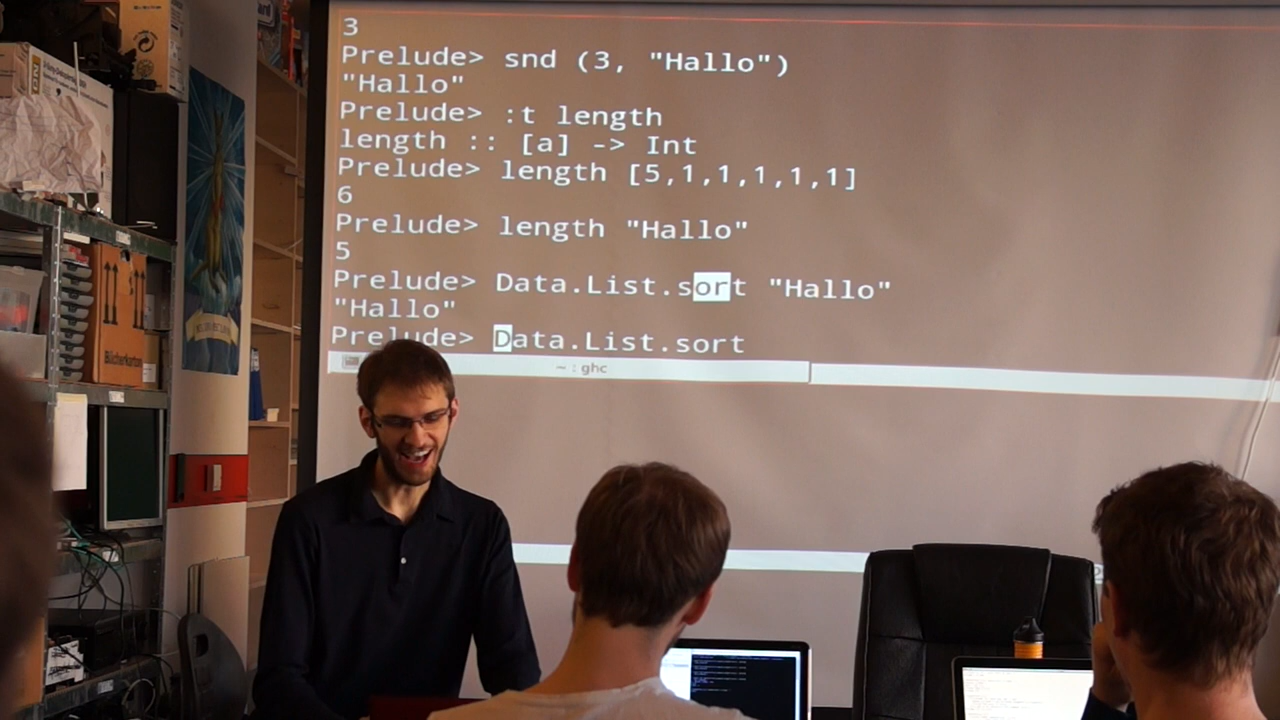 3
Prelude> snd (3, "Hallo")
"Hallo"
Prelude> :t length
length :: [a] -> Int
Prelude> length [5,1,1,1,1,1]
6
Prelude> length "Hallo"
5
Prelude> Data.List.sort "Hallo"
"Hallo"
Prelude> Data.List.sort
~ : ghc
Bücherkarton